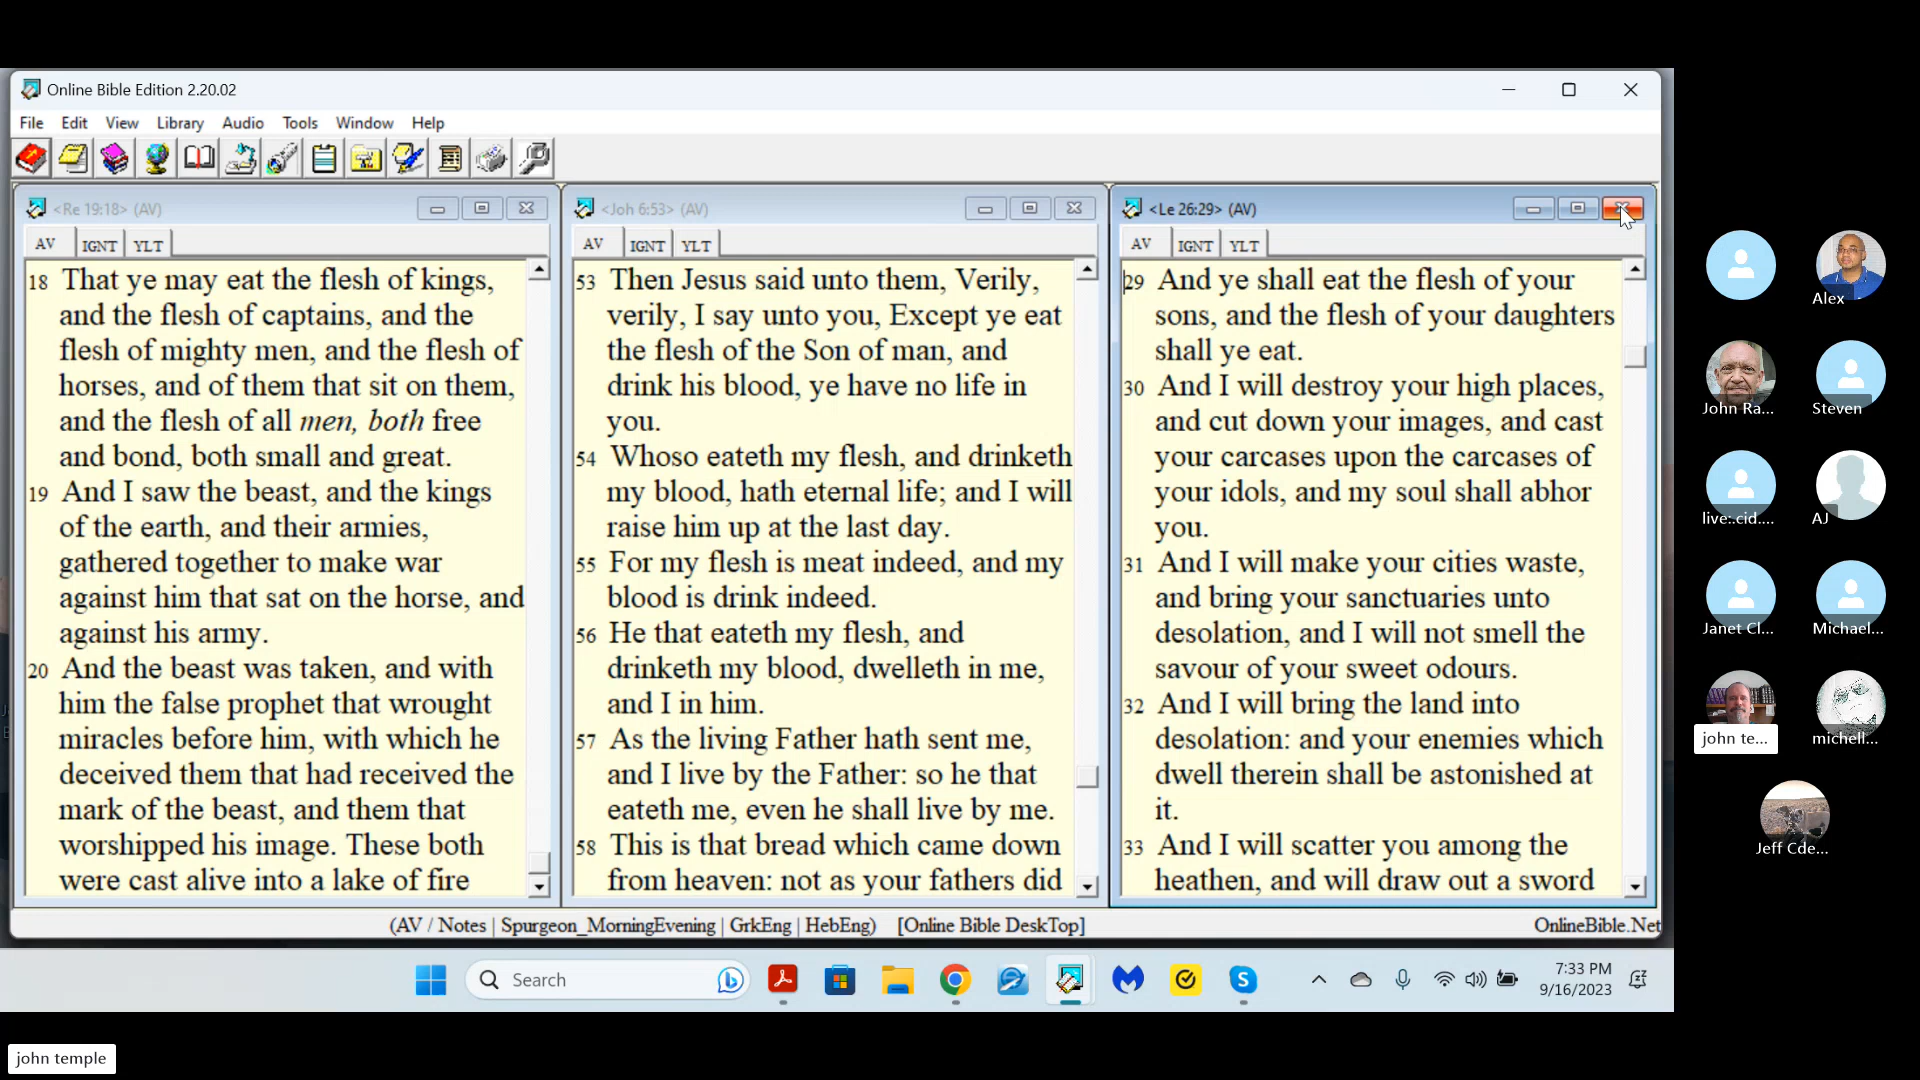 Online Bible Edition 2.20.02
File Edit View Library Audio Tools Window Help
<Re 19:18> (AV)
AV IGNT YLT
18 That ye may eat the flesh of kings,
and the flesh of captains, and the
flesh of mighty men, and the flesh of
horses, and of them that sit on them,
and the flesh of all men, both free
and bond, both small and great.
19 And I saw the beast, and the kings
of the earth, and their armies,
gathered together to make war
against him that sat on the horse, and
against his army.
20 And the beast was taken, and with
him the false prophet that wrought
miracles before him, with which he
deceived them that had received the
mark of the beast, and them that
worshipped his image. These both
were cast alive into a lake of fire
<Joh 6:53> (AV)
AV IGNT YLT
53 Then Jesus said unto them, Verily,
verily, I say unto you, Except ye eat
the flesh of the Son of man, and
drink his blood, ye have no life in
you.
54 Whoso eateth my flesh, and drinketh
my blood, hath eternal life; and I will
raise him up at the last day.
55 For my flesh is meat indeed, and my
blood is drink indeed.
56 He that eateth my flesh, and
drinketh my blood, dwelleth in me,
and I in him.
57 As the living Father hath sent me,
and I live by the Father: so he that
eateth me, even he shall live by me.
58 This is that bread which came down
from heaven: not as your fathers did
<Le 26:29> (AV)
AV IGNT YLT
29 And ye shall eat the flesh of your
sons, and the flesh of your daughters
shall ye eat.
30 And I will destroy your high places,
and cut down your images, and cast
your carcases upon the carcases of
your idols, and my soul shall abhor
you.
31 And I will make your cities waste,
and bring your sanctuaries unto
desolation, and I will not smell the
savour of your sweet odours.
32 And I will bring the land into
desolation: and your enemies which
dwell therein shall be astonished at
it.
33 And I will scatter you among the
heathen, and will draw out a sword
(AV / Notes | Spurgeon_MorningEvening | GrkEng | HebEng) [Online Bible DeskTop]
OnlineBible.Net
Search
7:33 PM
9/16/2023
Alex
John Ra...
Steven
live:.cid....
AJ
Janet Cl...
Michael...
john te...
michell...
Jeff Cde...
john temple